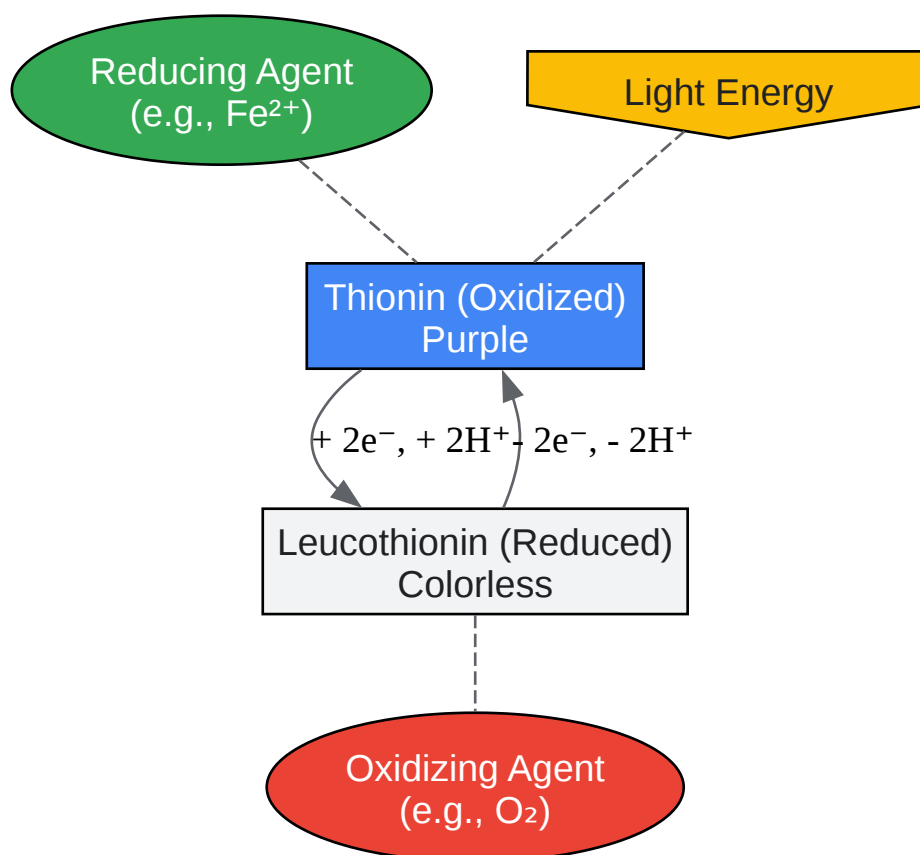 Reducing Agent
(e.g., Fe²⁺)
Light Energy
Thionin (Oxidized)
Purple
+ 2e⁻, + 2H⁺
- 2e⁻, - 2H⁺
Leucothionin (Reduced)
Colorless
Oxidizing Agent
(e.g., O₂)